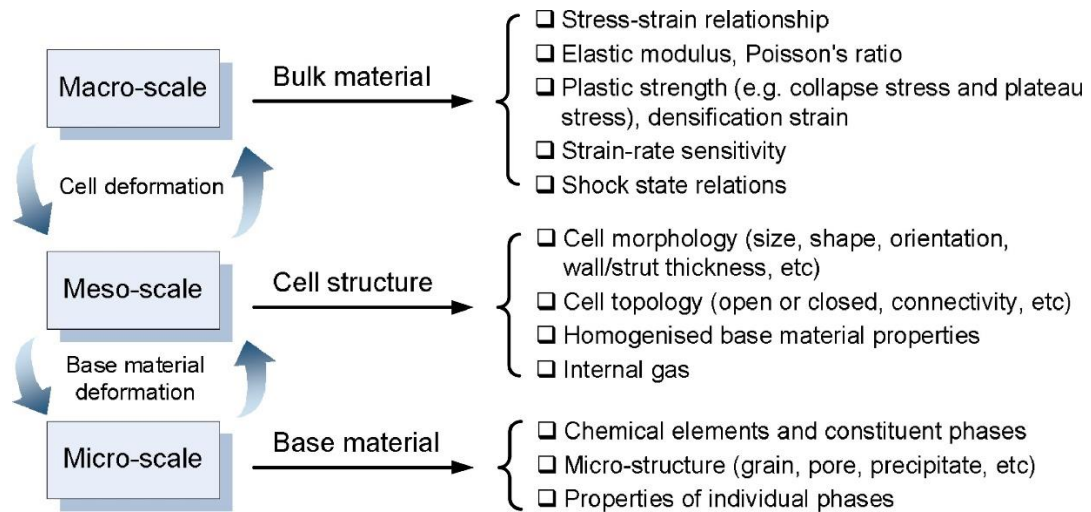 Macro-scale
Bulk material
❑ Stress-strain relationship
❑ Elastic modulus, Poisson's ratio
❑ Plastic strength (e.g. collapse stress and plateau
stress), densification strain
❑ Strain-rate sensitivity
❑ Shock state relations
Cell deformation
Meso-scale
Cell structure
❑ Cell morphology (size, shape, orientation,
wall/strut thickness, etc)
❑ Cell topology (open or closed, connectivity, etc)
❑ Homogenised base material properties
❑ Internal gas
Base material
deformation
Micro-scale
Base material
❑ Chemical elements and constituent phases
❑ Micro-structure (grain, pore, precipitate, etc)
❑ Properties of individual phases